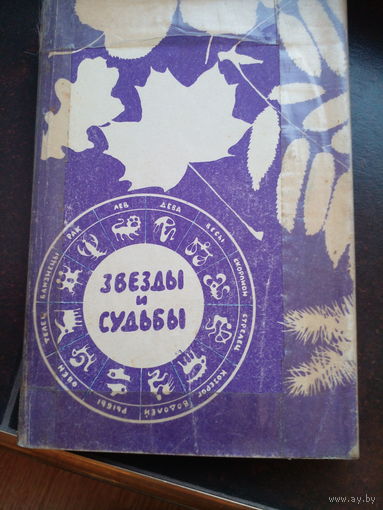 ЗВЕЗДЫ
И
СУДЬБЫ
ЛЕВ
ДЕВА
ВЕСЫ
СКОРПИОН
СТРЕЛЕЦ
КОЗЕРОГ
ВОДОЛЕЙ
РЫБЫ
ОВЕН
ТЕЛЕЦ
БЛИЗНЕЦЫ
РАК
www.ay.by